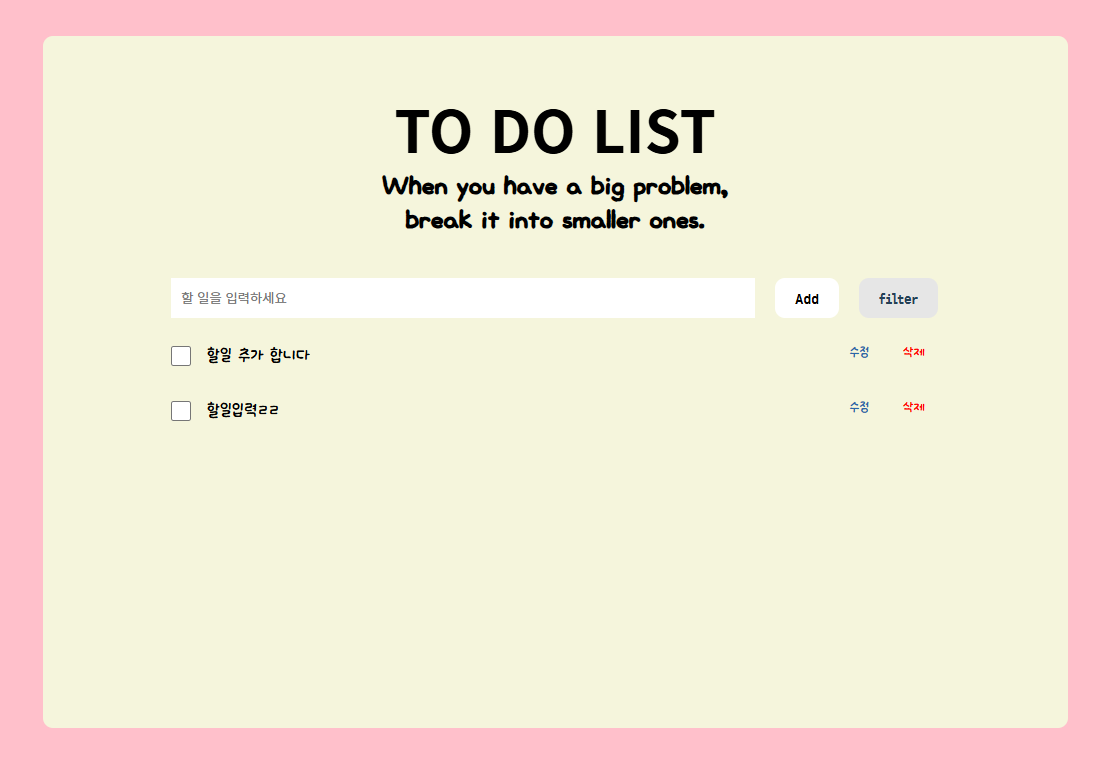 TO DO LIST
When you have a big problem,
break it into smaller ones.
할 일을 입력하세요 Add filter
할일 추가 합니다 수정 삭제
할일입력ㄹㄹ 수정 삭제